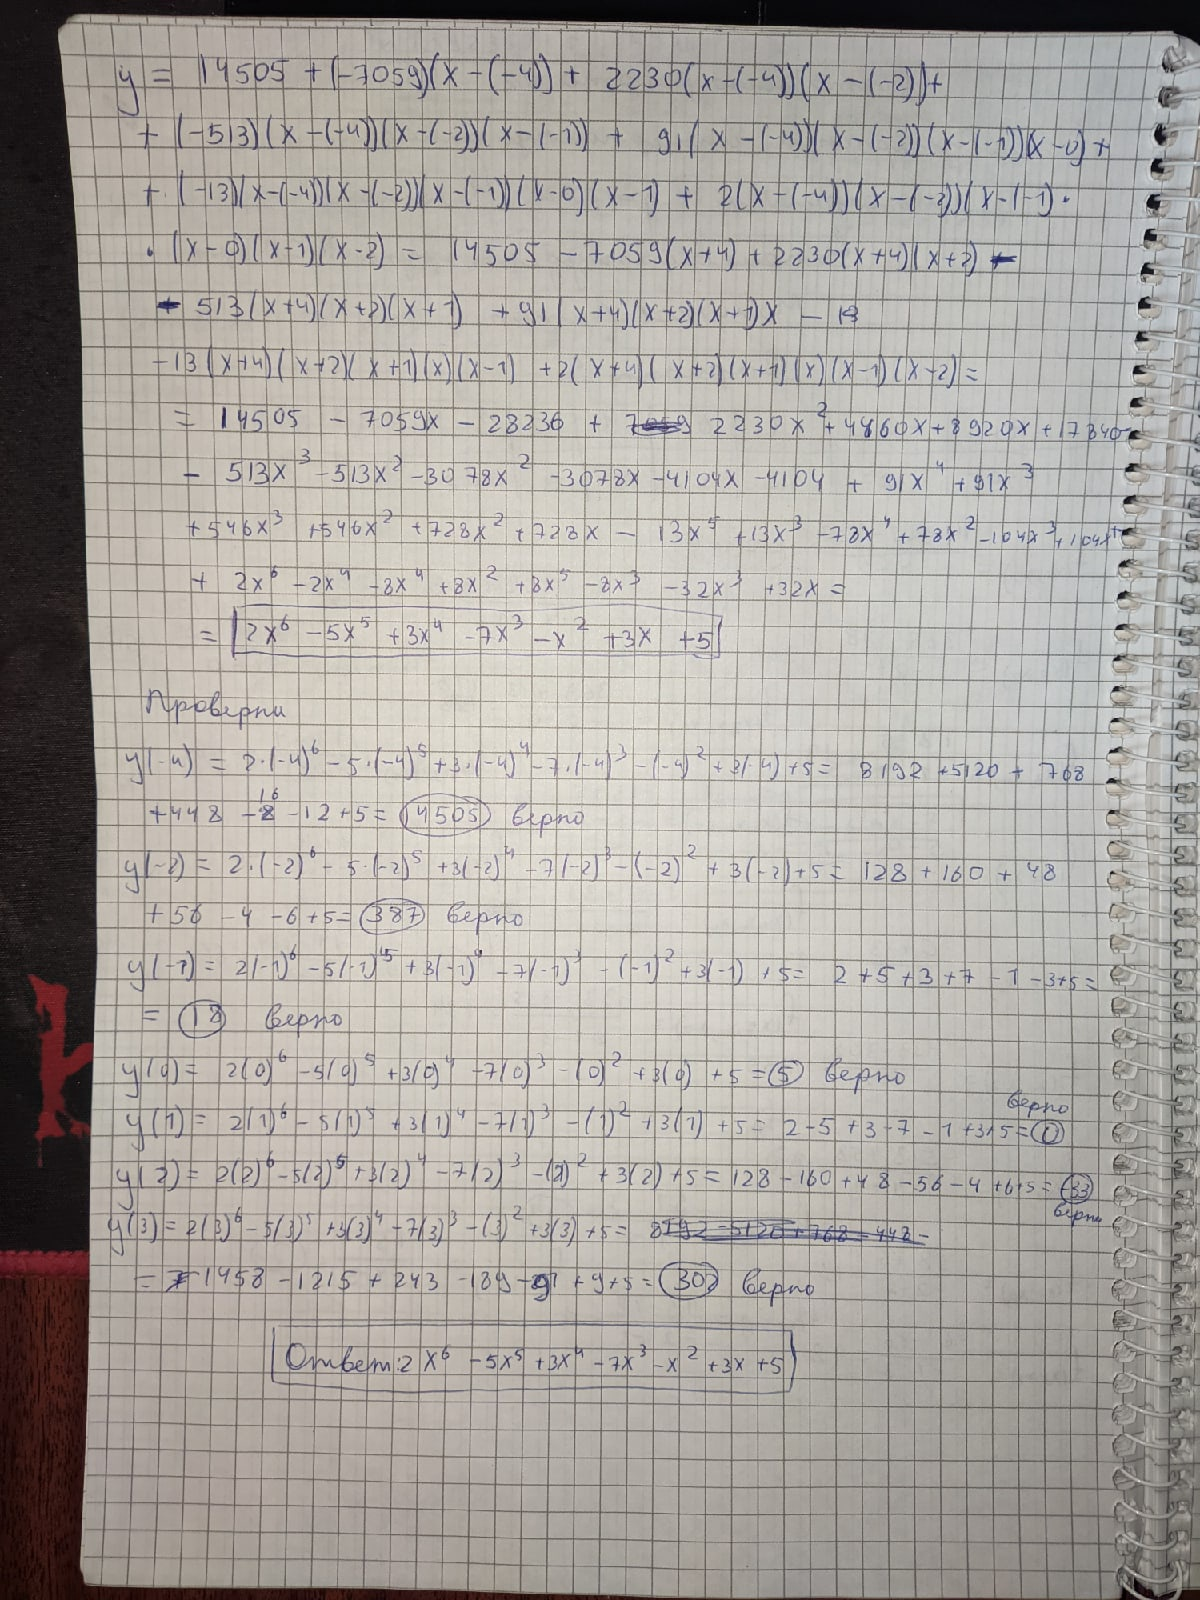 y = 14505 + (-7059)(x-(-4)) + 2230(x-(-4))(x-(-2))+
+ (-513)(x-(-4))(x-(-2))(x-(-1)) + 91(x-(-4))(x-(-2))(x-(-1))(x-0)+
+ (-13)(x-(-4))(x-(-2))(x-(-1))(x-0)(x-1) + 2(x-(-4))(x-(-2))(x-(-1)·
· (x-0)(x-1)(x-2) = 14505 - 7059(x+4) + 2230(x+4)(x+2) -
- 513(x+4)(x+2)(x+1) + 91(x+4)(x+2)(x+1)x - 13
-13(x+4)(x+2)(x+1)(x)(x-1) + 2(x+4)(x+2)(x+1)(x)(x-1)(x-2) =
= 14505 - 7059x - 28236 + 2230x² + 4460x + 8920x + 17840-
- 513x³ - 513x² - 3078x² - 3078x - 4104x - 4104 + 91x⁴ + 91x³
+ 546x³ + 546x² + 728x² + 728x - 13x⁵ + 13x³ - 78x⁴ + 78x² - 104x³ + 104x+
+ 2x⁶ - 2x⁴ - 8x⁴ + 8x² + 8x⁵ - 8x³ - 32x³ + 32x =
= 2x⁶ - 5x⁵ + 3x⁴ - 7x³ - x² + 3x + 5
Проверки
y(-4) = 2·(-4)⁶ - 5·(-4)⁵ + 3·(-4)⁴ - 7·(-4)³ - (-4)² + 3(-4) + 5 = 8192 + 5120 + 768
+ 448 - 16 - 12 + 5 = 14505 верно
y(-2) = 2·(-2)⁶ - 5·(-2)⁵ + 3(-2)⁴ - 7(-2)³ - (-2)² + 3(-2) + 5 = 128 + 160 + 48
+ 56 - 4 - 6 + 5 = 387 верно
y(-1) = 2(-1)⁶ - 5(-1)⁵ + 3(-1)⁴ - 7(-1)³ - (-1)² + 3(-1) + 5 = 2 + 5 + 3 + 7 - 1 - 3 + 5 =
= 18 верно
y(0) = 2(0)⁶ - 5(0)⁵ + 3(0)⁴ - 7(0)³ - (0)² + 3(0) + 5 = 5 верно
y(1) = 2(1)⁶ - 5(1)⁵ + 3(1)⁴ - 7(1)³ - (1)² + 3(1) + 5 = 2 - 5 + 3 - 7 - 1 + 3 + 5 = 0 верно
y(2) = 2(2)⁶ - 5(2)⁵ + 3(2)⁴ - 7(2)³ - (2)² + 3(2) + 5 = 128 - 160 + 48 - 56 - 4 + 6 + 5 = 33 верно
y(3) = 2(3)⁶ - 5(3)⁵ + 3(3)⁴ - 7(3)³ - (3)² + 3(3) + 5 =
= 1458 - 1215 + 243 - 189 - 9 + 9 + 5 = 302 верно
Ответ: 2x⁶ - 5x⁵ + 3x⁴ - 7x³ - x² + 3x + 5